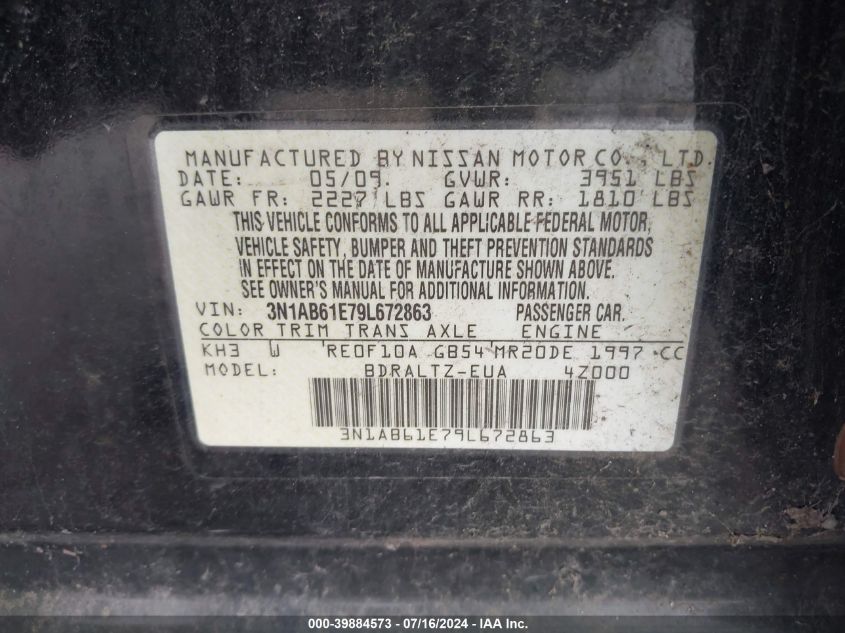 MANUFACTURED BY NISSAN MOTOR CO., LTD.
DATE: 05/09. GVWR: 3951 LBS
GAWR FR: 2227 LBS GAWR RR: 1810 LBS
THIS VEHICLE CONFORMS TO ALL APPLICABLE FEDERAL MOTOR,
VEHICLE SAFETY, BUMPER AND THEFT PREVENTION STANDARDS
IN EFFECT ON THE DATE OF MANUFACTURE SHOWN ABOVE.
SEE OWNER'S MANUAL FOR ADDITIONAL INFORMATION.
VIN: 3N1AB61E79L672863 PASSENGER CAR.
COLOR TRIM TRANS AXLE ENGINE
KH3 W RE0F10A GB54 MR20DE 1997 CC
MODEL: BDRALTZ-EUA 4Z000
3N1AB61E79L672863
000-39884573 - 07/16/2024 - IAA Inc.